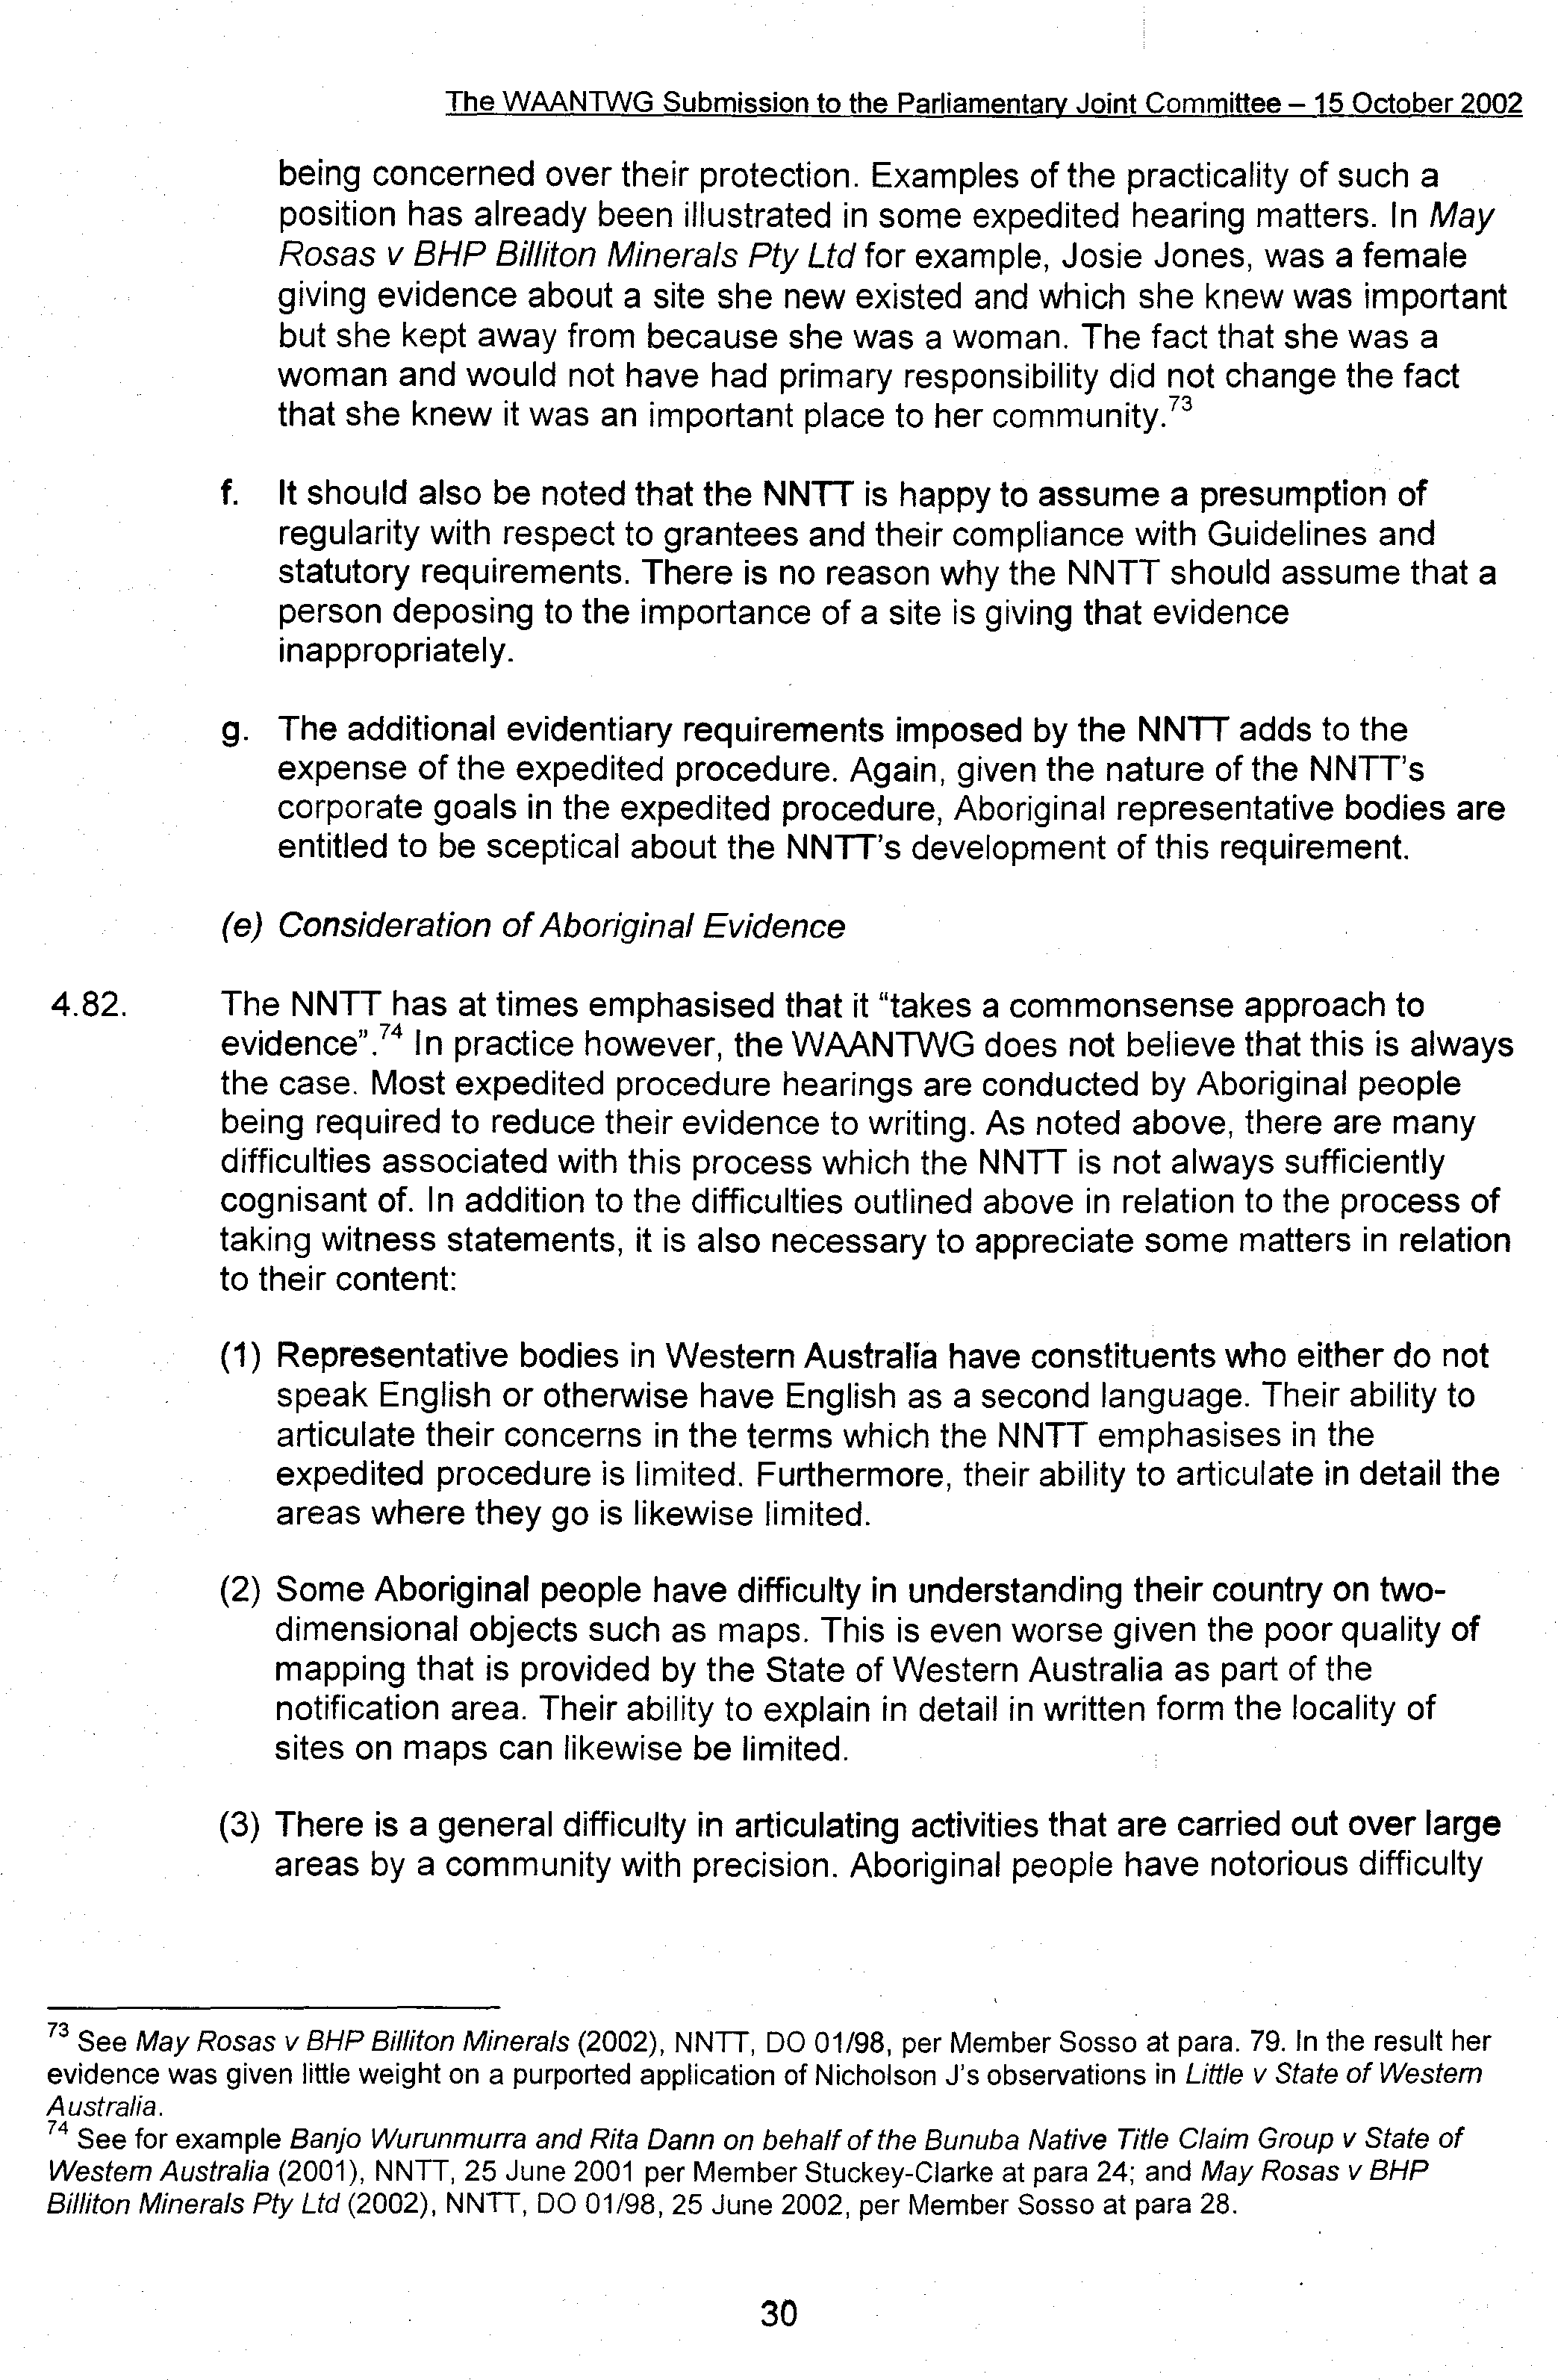 The WAANTWG Submission to the Parliamentary Joint Committee – 15 October 2002
being concerned over their protection. Examples of the practicality of such a
position has already been illustrated in some expedited hearing matters. In May
Rosas v BHP Billiton Minerals Pty Ltd for example, Josie Jones, was a female
giving evidence about a site she new existed and which she knew was important
but she kept away from because she was a woman. The fact that she was a
woman and would not have had primary responsibility did not change the fact
that she knew it was an important place to her community.73
f. It should also be noted that the NNTT is happy to assume a presumption of
regularity with respect to grantees and their compliance with Guidelines and
statutory requirements. There is no reason why the NNTT should assume that a
person deposing to the importance of a site is giving that evidence
inappropriately.
g. The additional evidentiary requirements imposed by the NNTT adds to the
expense of the expedited procedure. Again, given the nature of the NNTT's
corporate goals in the expedited procedure, Aboriginal representative bodies are
entitled to be sceptical about the NNTT's development of this requirement.
(e) Consideration of Aboriginal Evidence
4.82. The NNTT has at times emphasised that it "takes a commonsense approach to
evidence".74 In practice however, the WAANTWG does not believe that this is always
the case. Most expedited procedure hearings are conducted by Aboriginal people
being required to reduce their evidence to writing. As noted above, there are many
difficulties associated with this process which the NNTT is not always sufficiently
cognisant of. In addition to the difficulties outlined above in relation to the process of
taking witness statements, it is also necessary to appreciate some matters in relation
to their content:
(1) Representative bodies in Western Australia have constituents who either do not
speak English or otherwise have English as a second language. Their ability to
articulate their concerns in the terms which the NNTT emphasises in the
expedited procedure is limited. Furthermore, their ability to articulate in detail the
areas where they go is likewise limited.
(2) Some Aboriginal people have difficulty in understanding their country on two-
dimensional objects such as maps. This is even worse given the poor quality of
mapping that is provided by the State of Western Australia as part of the
notification area. Their ability to explain in detail in written form the locality of
sites on maps can likewise be limited.
(3) There is a general difficulty in articulating activities that are carried out over large
areas by a community with precision. Aboriginal people have notorious difficulty
73 See May Rosas v BHP Billiton Minerals (2002), NNTT, DO 01/98, per Member Sosso at para. 79. In the result her
evidence was given little weight on a purported application of Nicholson J's observations in Little v State of Western
Australia.
74 See for example Banjo Wurunmurra and Rita Dann on behalf of the Bunuba Native Title Claim Group v State of
Western Australia (2001), NNTT, 25 June 2001 per Member Stuckey-Clarke at para 24; and May Rosas v BHP
Billiton Minerals Pty Ltd (2002), NNTT, DO 01/98, 25 June 2002, per Member Sosso at para 28.
30